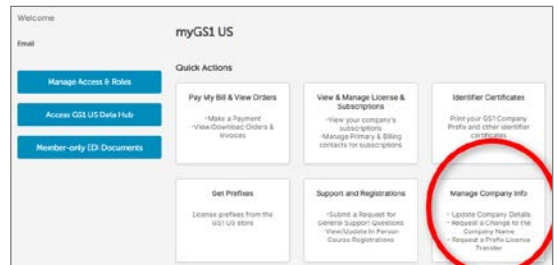 Welcome
myGS1 US
Email
Quick Actions
Manage Access & Roles
Access GS1 US Data Hub
Member-only EDI Documents
Pay My Bill & View Orders
-Make a Payment
-View/Download Orders &
Invoices
View & Manage License &
Subscriptions
-View your company's
subscriptions
-Manage Primary & Billing
contacts for subscriptions
Identifier Certificates
Print your GS1 Company
Prefix and other identifier
certificates
Get Prefixes
License prefixes from the
GS1 US store
Support and Registrations
-Submit a Request for
General Support Questions
-View/Update In-Person
Course Registrations
Manage Company Info
- Update Company Details
- Request a Change to the
Company Name
- Request a Prefix License
Transfer